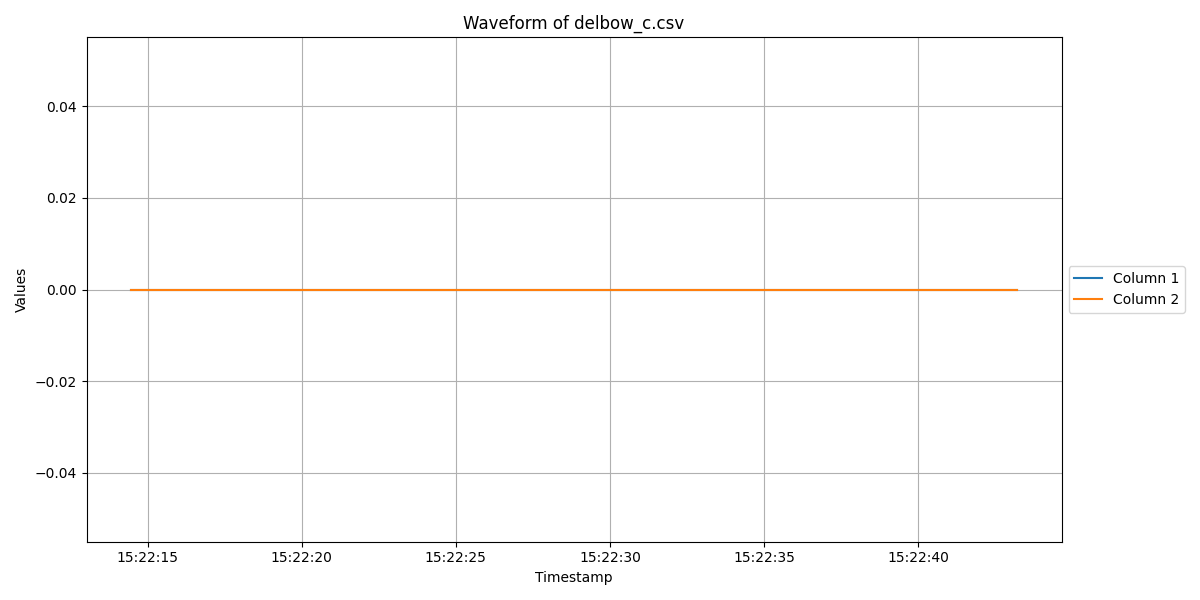 Waveform of delbow_c.csv
Values
0.04
0.02
0.00
−0.02
−0.04
15:22:15 15:22:20 15:22:25 15:22:30 15:22:35 15:22:40
Timestamp
Column 1
Column 2